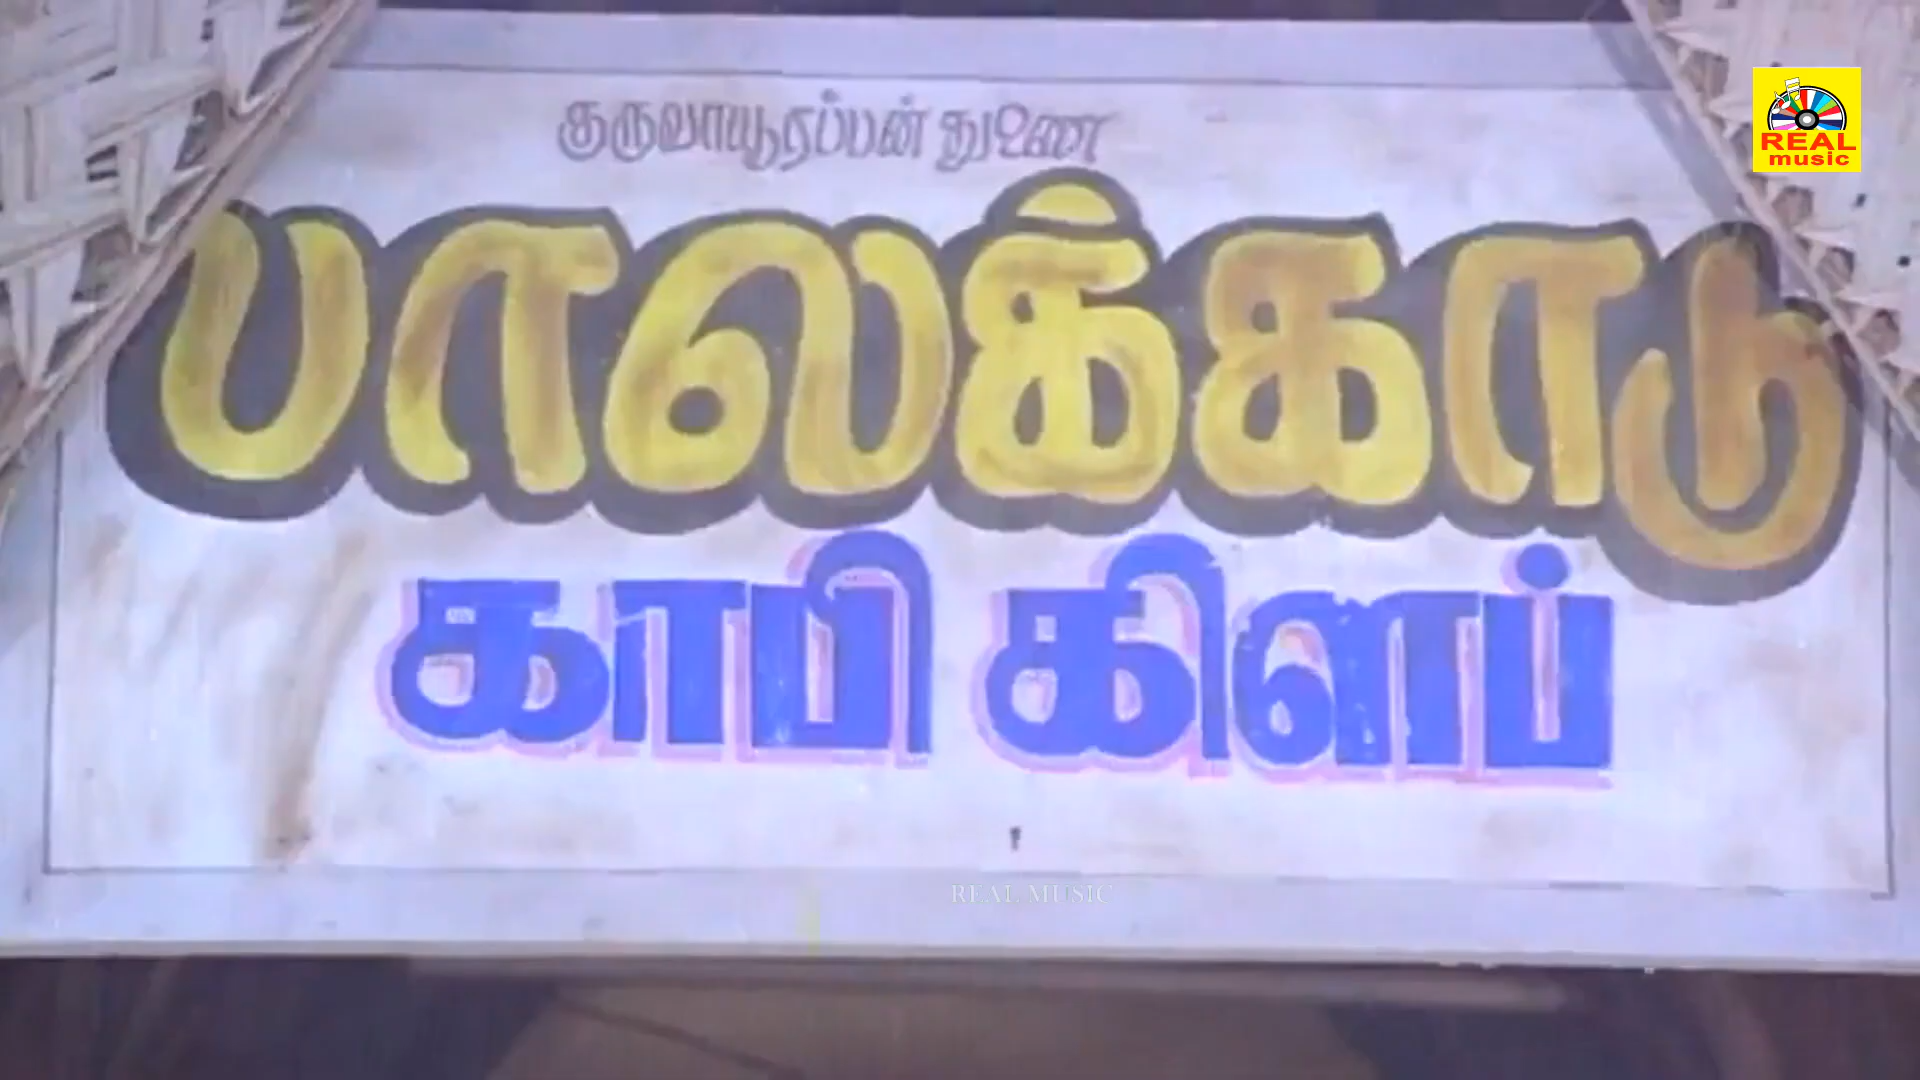 குருவாயூரப்பன் துணை
பாலக்காடு
காபி கிளப்
REAL
music
REAL MUSIC